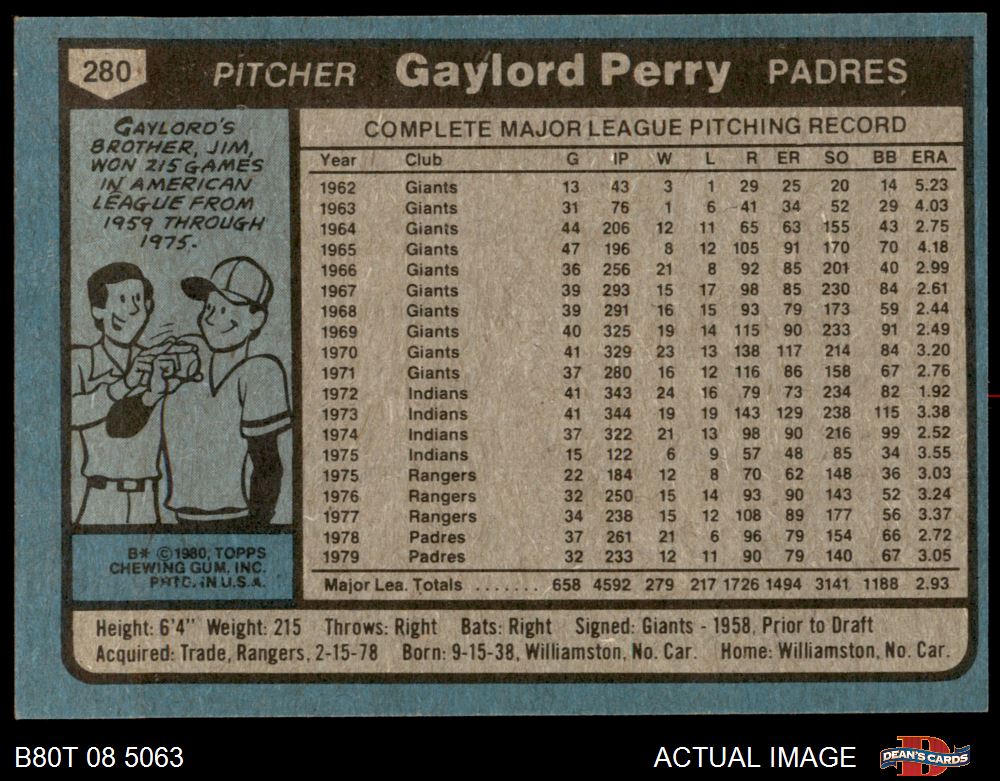 280 PITCHER Gaylord Perry PADRES
GAYLORD'S
BROTHER, JIM,
WON 215 GAMES
IN AMERICAN
LEAGUE FROM
1959 THROUGH
1975.
B* © 1980, TOPPS
CHEWING GUM, INC.
PRTD. IN U.S.A.
COMPLETE MAJOR LEAGUE PITCHING RECORD
Year Club G IP W L R ER SO BB ERA
1962 Giants 13 43 3 1 29 25 20 14 5.23
1963 Giants 31 76 1 6 41 34 52 29 4.03
1964 Giants 44 206 12 11 65 63 155 43 2.75
1965 Giants 47 196 8 12 105 91 170 70 4.18
1966 Giants 36 256 21 8 92 85 201 40 2.99
1967 Giants 39 293 15 17 98 85 230 84 2.61
1968 Giants 39 291 16 15 93 79 173 59 2.44
1969 Giants 40 325 19 14 115 90 233 91 2.49
1970 Giants 41 329 23 13 138 117 214 84 3.20
1971 Giants 37 280 16 12 116 86 158 67 2.76
1972 Indians 41 343 24 16 79 73 234 82 1.92
1973 Indians 41 344 19 19 143 129 238 115 3.38
1974 Indians 37 322 21 13 98 90 216 99 2.52
1975 Indians 15 122 6 9 57 48 85 34 3.55
1975 Rangers 22 184 12 8 70 62 148 36 3.03
1976 Rangers 32 250 15 14 93 90 143 52 3.24
1977 Rangers 34 238 15 12 108 89 177 56 3.37
1978 Padres 37 261 21 6 96 79 154 66 2.72
1979 Padres 32 233 12 11 90 79 140 67 3.05
Major Lea. Totals ....... 658 4592 279 217 1726 1494 3141 1188 2.93
Height: 6'4" Weight: 215 Throws: Right Bats: Right Signed: Giants - 1958, Prior to Draft
Acquired: Trade, Rangers, 2-15-78 Born: 9-15-38, Williamston, No. Car. Home: Williamston, No. Car.
B80T 08 5063 ACTUAL IMAGE DEAN'S CARDS